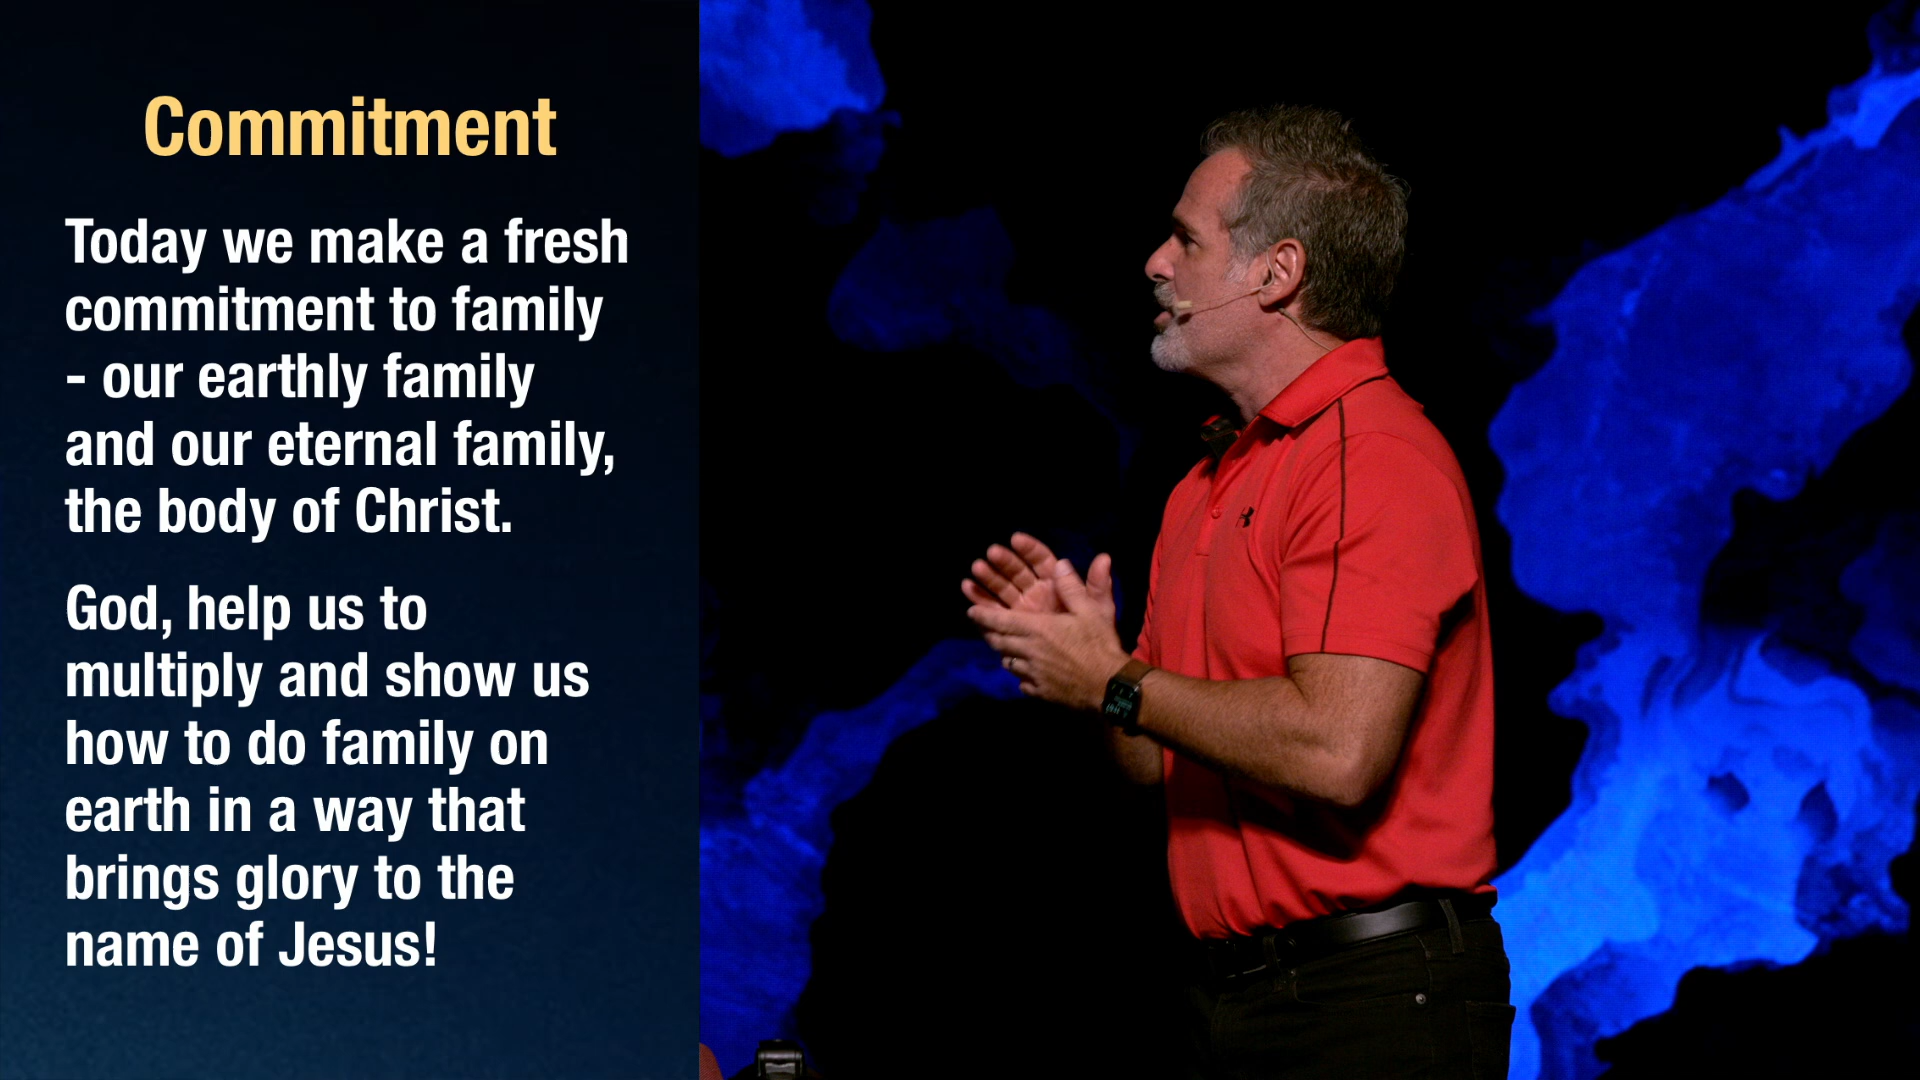 Commitment
Today we make a fresh
commitment to family
- our earthly family
and our eternal family,
the body of Christ.
God, help us to
multiply and show us
how to do family on
earth in a way that
brings glory to the
name of Jesus!